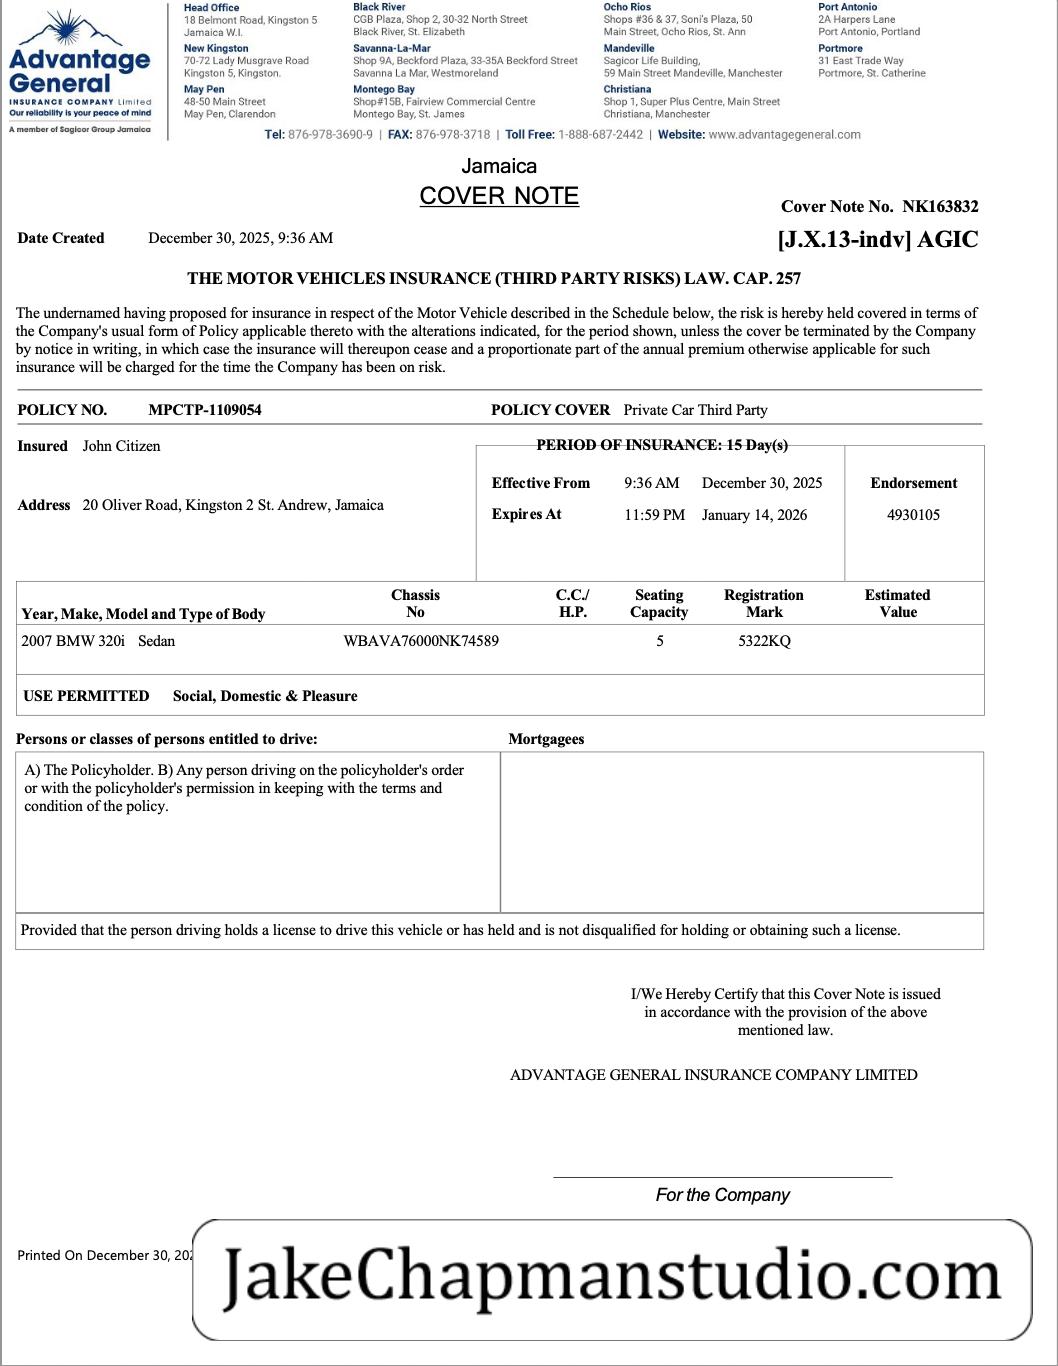 Advantage
General
INSURANCE COMPANY Limited
Our reliability is your peace of mind
A member of Sagicor Group Jamaica
Head Office
18 Belmont Road, Kingston 5
Jamaica W.I.
New Kingston
70-72 Lady Musgrave Road
Kingston 5, Kingston.
May Pen
48-50 Main Street
May Pen, Clarendon
Black River
CGB Plaza, Shop 2, 30-32 North Street
Black River, St. Elizabeth
Savanna-La-Mar
Shop 9A, Beckford Plaza, 33-35A Beckford Street
Savanna La Mar, Westmoreland
Montego Bay
Shop#15B, Fairview Commercial Centre
Montego Bay, St. James
Ocho Rios
Shops #36 & 37, Soni's Plaza, 50
Main Street, Ocho Rios, St. Ann
Mandeville
Sagicor Life Building,
59 Main Street Mandeville, Manchester
Christiana
Shop 1, Super Plus Centre, Main Street
Christiana, Manchester
Port Antonio
2A Harpers Lane
Port Antonio, Portland
Portmore
31 East Trade Way
Portmore, St. Catherine
Tel: 876-978-3690-9 | FAX: 876-978-3718 | Toll Free: 1-888-687-2442 | Website: www.advantagegeneral.com
Jamaica
COVER NOTE
Cover Note No. NK163832
Date Created December 30, 2025, 9:36 AM
[J.X.13-indv] AGIC
THE MOTOR VEHICLES INSURANCE (THIRD PARTY RISKS) LAW. CAP. 257
The undernamed having proposed for insurance in respect of the Motor Vehicle described in the Schedule below, the risk is hereby held covered in terms of
the Company's usual form of Policy applicable thereto with the alterations indicated, for the period shown, unless the cover be terminated by the Company
by notice in writing, in which case the insurance will thereupon cease and a proportionate part of the annual premium otherwise applicable for such
insurance will be charged for the time the Company has been on risk.
POLICY NO. MPCTP-1109054 POLICY COVER Private Car Third Party
Insured John Citizen
PERIOD OF INSURANCE: 15 Day(s)
Effective From 9:36 AM December 30, 2025 Endorsement
Address 20 Oliver Road, Kingston 2 St. Andrew, Jamaica
Expires At 11:59 PM January 14, 2026 4930105
Year, Make, Model and Type of Body Chassis No C.C./ H.P. Seating Capacity Registration Mark Estimated Value
2007 BMW 320i Sedan WBAVA76000NK74589 5 5322KQ
USE PERMITTED Social, Domestic & Pleasure
Persons or classes of persons entitled to drive: Mortgagees
A) The Policyholder. B) Any person driving on the policyholder's order
or with the policyholder's permission in keeping with the terms and
condition of the policy.
Provided that the person driving holds a license to drive this vehicle or has held and is not disqualified for holding or obtaining such a license.
I/We Hereby Certify that this Cover Note is issued
in accordance with the provision of the above
mentioned law.
ADVANTAGE GENERAL INSURANCE COMPANY LIMITED
For the Company
Printed On December 30,
JakeChapmanstudio.com